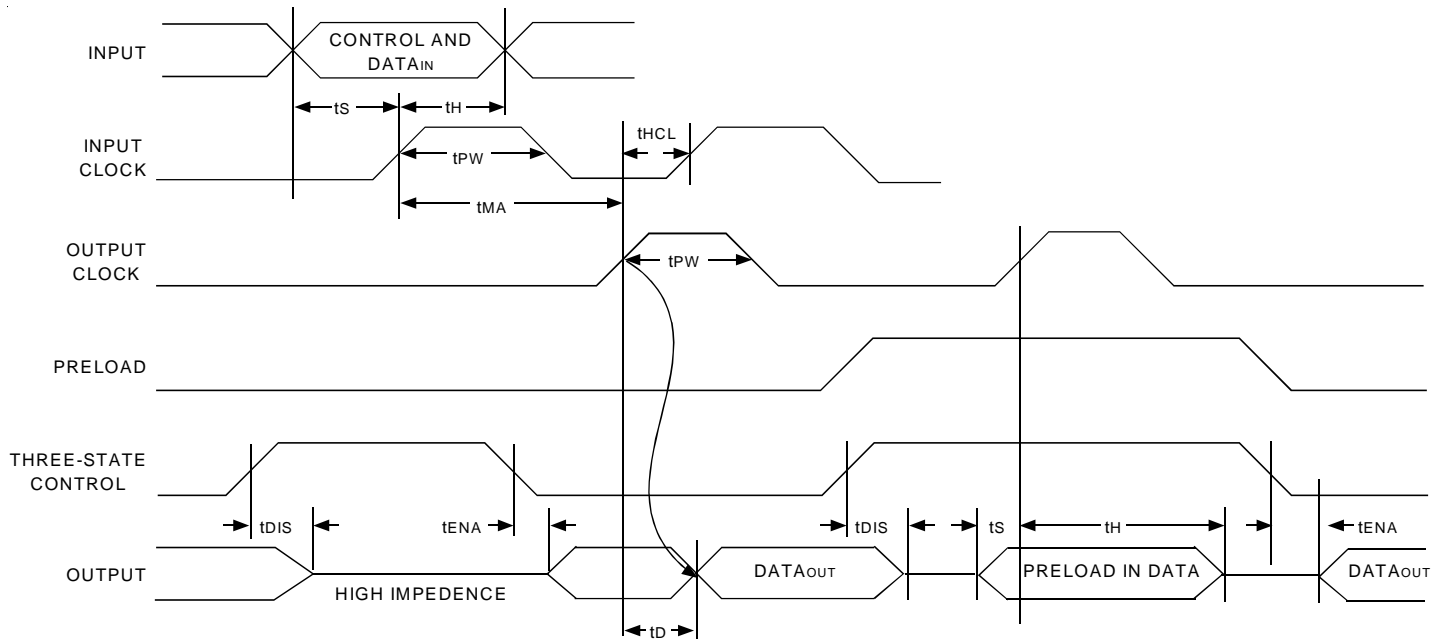 INPUT
CONTROL AND
DATAIN
tS
tH
INPUT
CLOCK
tPW
tHCL
tMA
OUTPUT
CLOCK
tPW
PRELOAD
THREE-STATE
CONTROL
tDIS
tENA
tDIS
tS
tH
tENA
OUTPUT
HIGH IMPEDENCE
DATAOUT
PRELOAD IN DATA
DATAOUT
tD